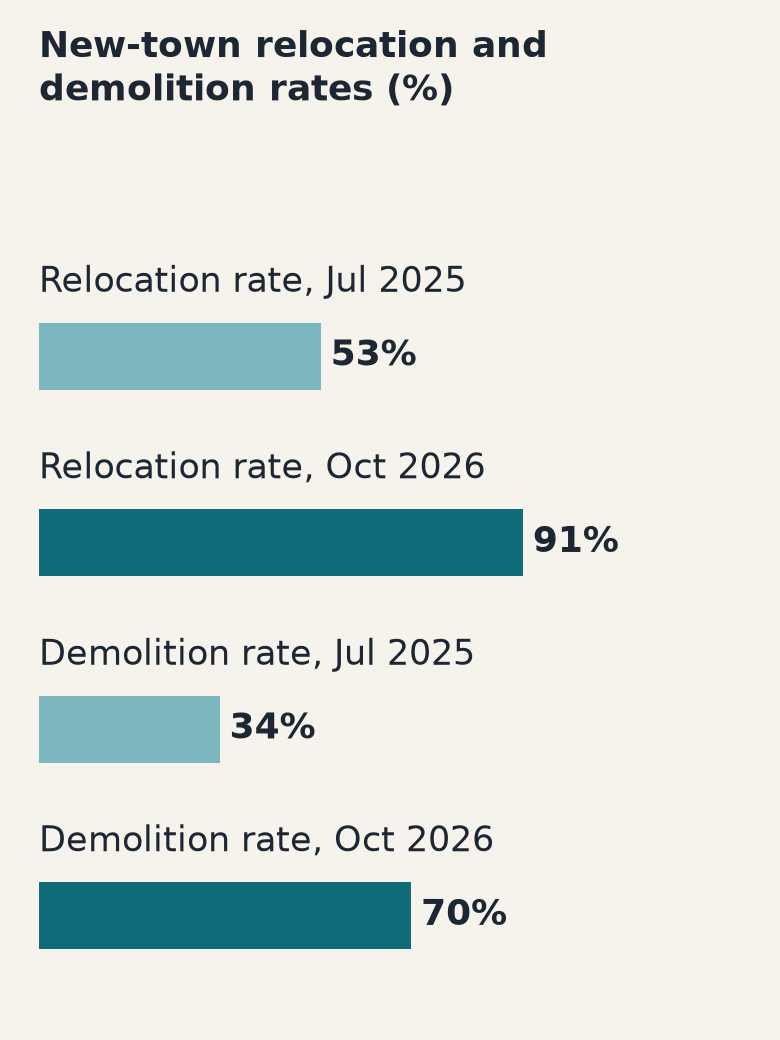 New-town relocation and
demolition rates (%)
Relocation rate, Jul 2025
53%
Relocation rate, Oct 2026
91%
Demolition rate, Jul 2025
34%
Demolition rate, Oct 2026
70%